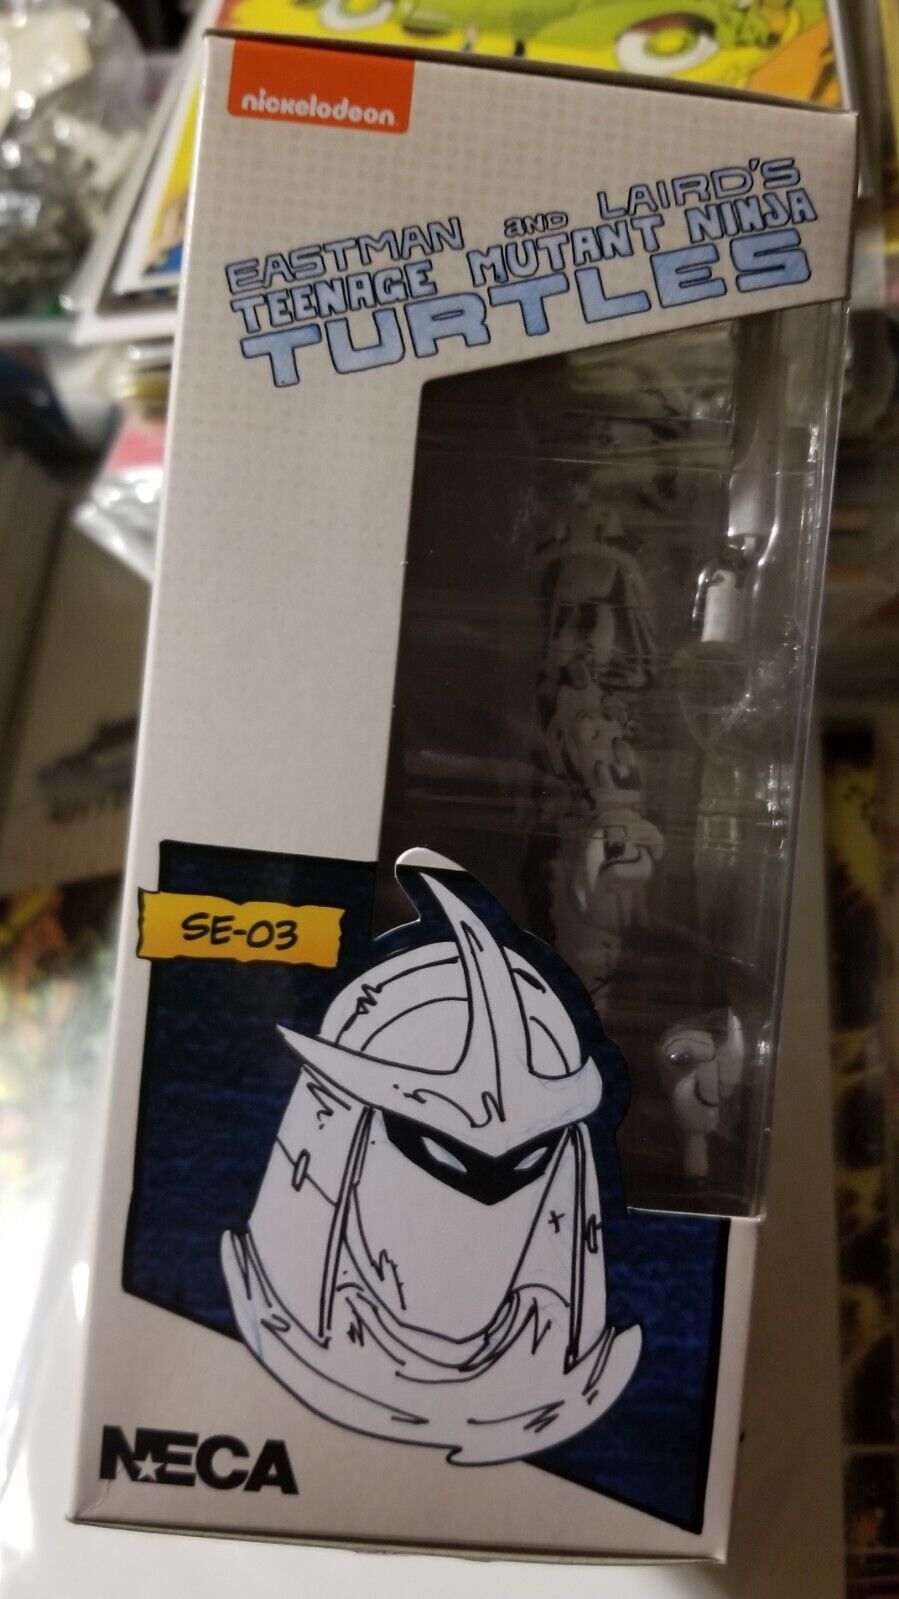 nickelodeon
EASTMAN AND LAIRD'S
TEENAGE MUTANT NINJA
TURTLES
SE-03
NECA